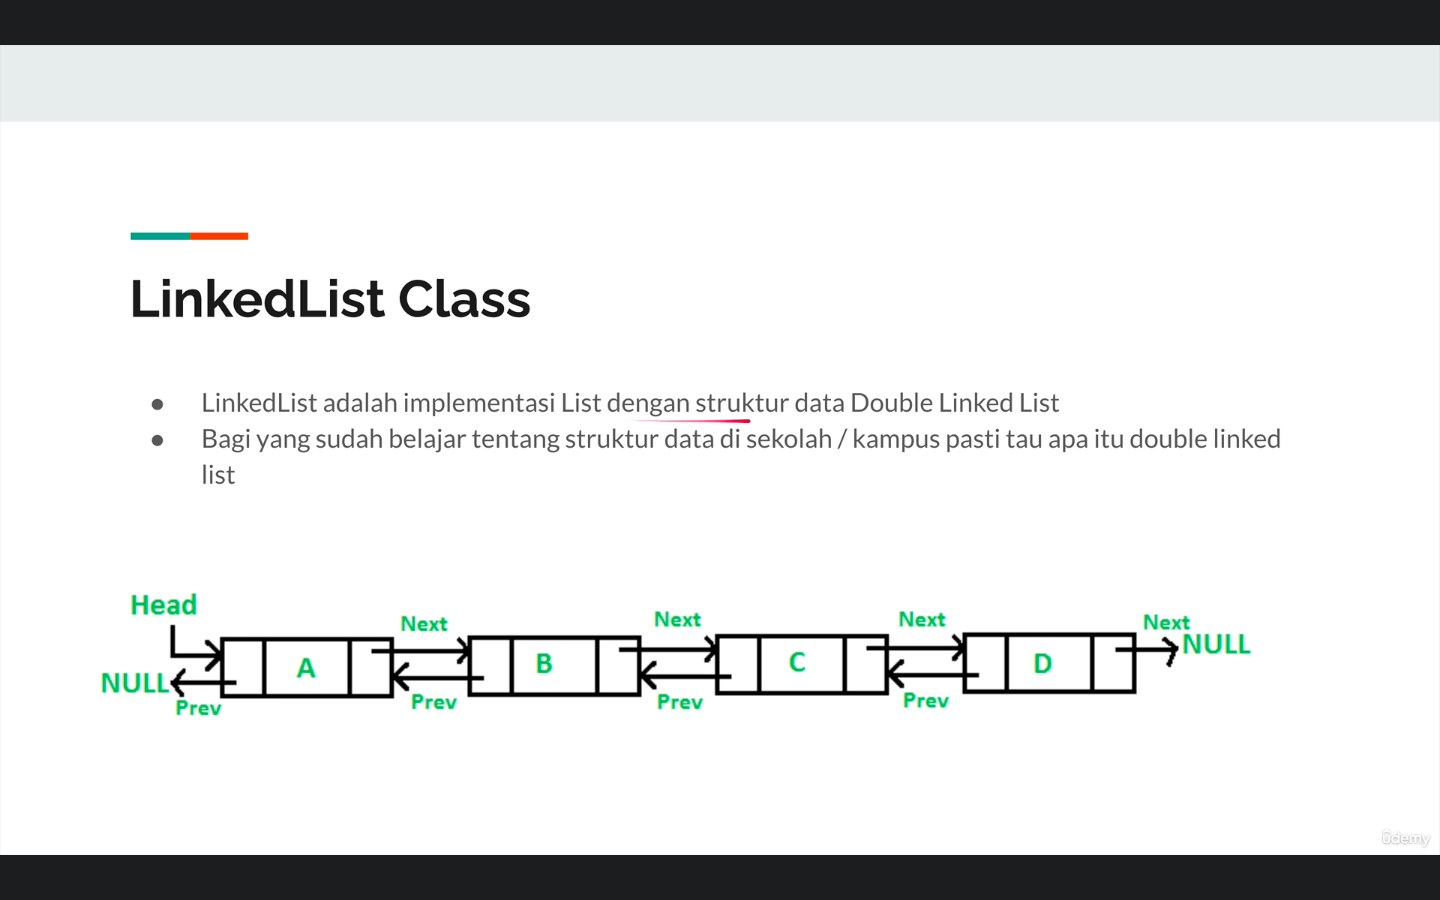 LinkedList Class
● LinkedList adalah implementasi List dengan struktur data Double Linked List
● Bagi yang sudah belajar tentang struktur data di sekolah / kampus pasti tau apa itu double linked
list
Head
Next
Next
Next
Next
A
B
C
D
NULL
NULL
Prev
Prev
Prev
Prev
ûdemy